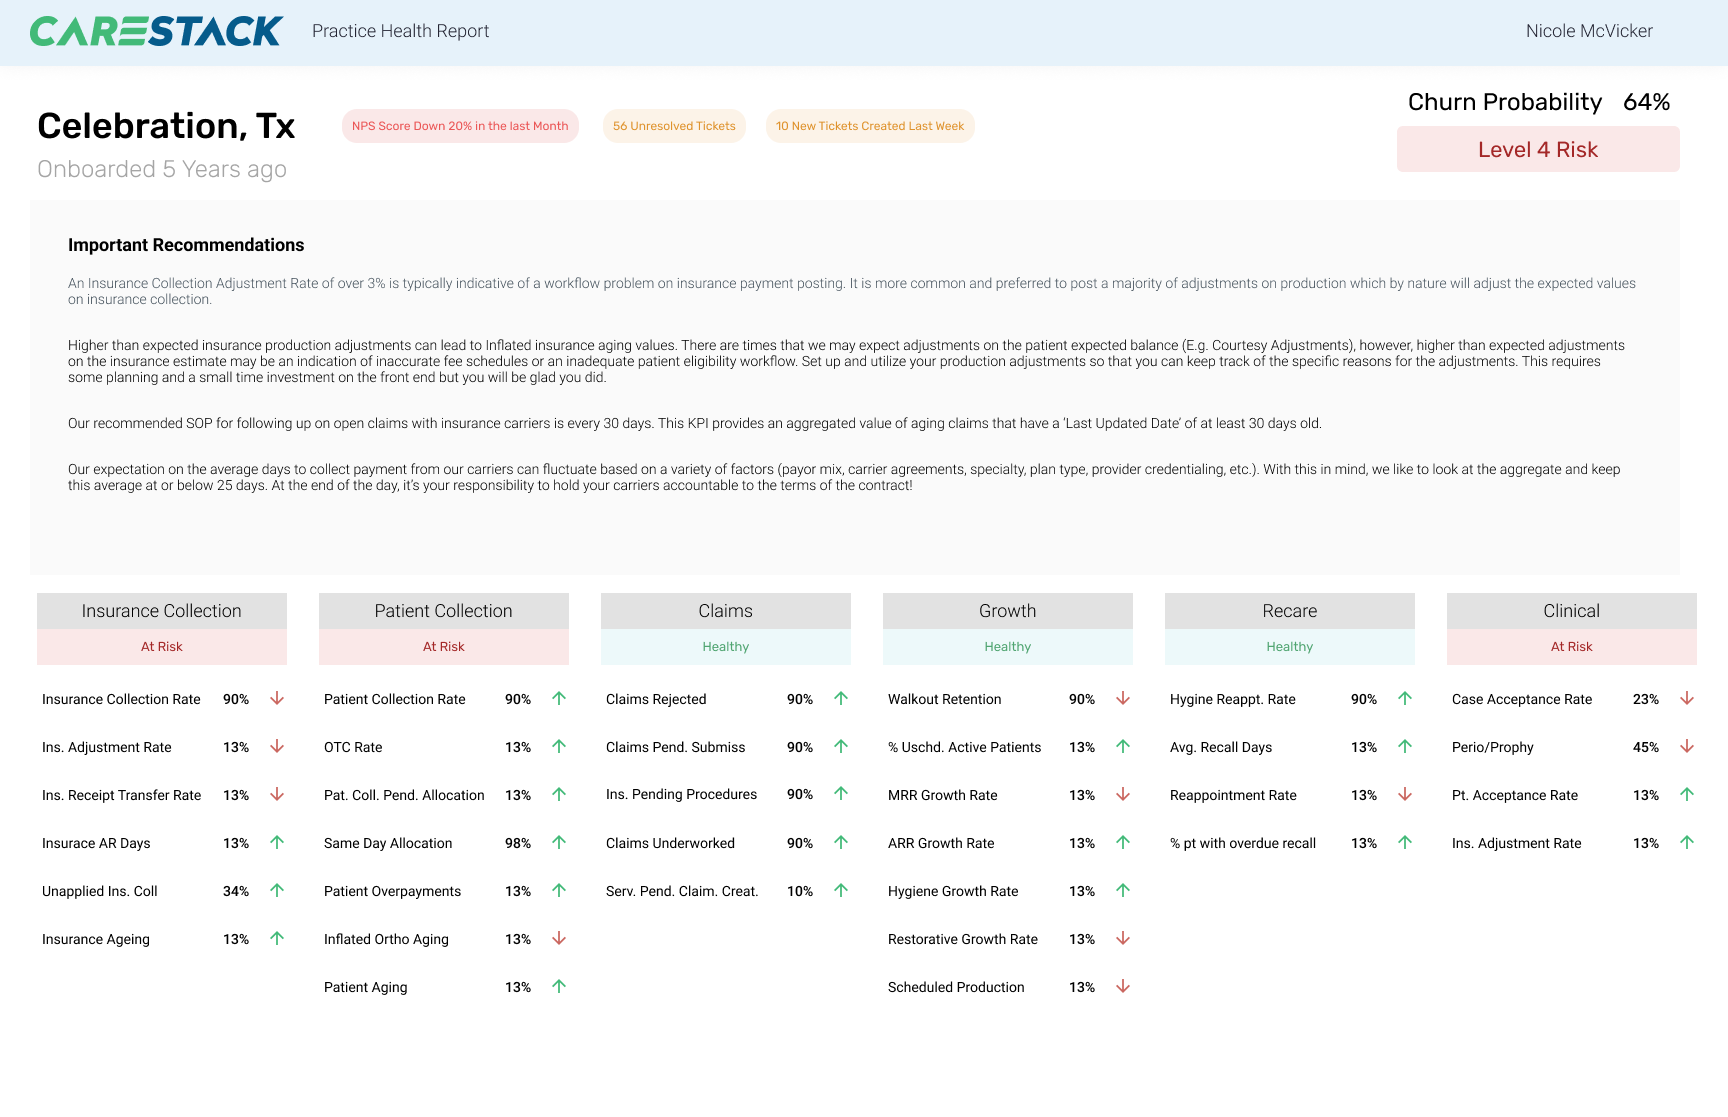 CARESTACK
Practice Health Report
Nicole McVicker
Celebration, Tx
NPS Score Down 20% in the last Month
56 Unresolved Tickets
10 New Tickets Created Last Week
Churn Probability 64%
Onboarded 5 Years ago
Level 4 Risk
Important Recommendations
An Insurance Collection Adjustment Rate of over 3% is typically indicative of a workflow problem on insurance payment posting. It is more common and preferred to post a majority of adjustments on production which by nature will adjust the expected values
on insurance collection.
Higher than expected insurance production adjustments can lead to Inflated insurance aging values. There are times that we may expect adjustments on the patient expected balance (E.g. Courtesy Adjustments), however, higher than expected adjustments
on the insurance estimate may be an indication of inaccurate fee schedules or an inadequate patient eligibility workflow. Set up and utilize your production adjustments so that you can keep track of the specific reasons for the adjustments. This requires
some planning and a small time investment on the front end but you will be glad you did.
Our recommended SOP for following up on open claims with insurance carriers is every 30 days. This KPI provides an aggregated value of aging claims that have a ‘Last Updated Date’ of at least 30 days old.
Our expectation on the average days to collect payment from our carriers can fluctuate based on a variety of factors (payor mix, carrier agreements, specialty, plan type, provider credentialing, etc.). With this in mind, we like to look at the aggregate and keep
this average at or below 25 days. At the end of the day, it’s your responsibility to hold your carriers accountable to the terms of the contract!
Insurance Collection
At Risk
Insurance Collection Rate 90%
Ins. Adjustment Rate 13%
Ins. Receipt Transfer Rate 13%
Insurace AR Days 13%
Unapplied Ins. Coll 34%
Insurance Ageing 13%
Patient Collection
At Risk
Patient Collection Rate 90%
OTC Rate 13%
Pat. Coll. Pend. Allocation 13%
Same Day Allocation 98%
Patient Overpayments 13%
Inflated Ortho Aging 13%
Patient Aging 13%
Claims
Healthy
Claims Rejected 90%
Claims Pend. Submiss 90%
Ins. Pending Procedures 90%
Claims Underworked 90%
Serv. Pend. Claim. Creat. 10%
Growth
Healthy
Walkout Retention 90%
% Uschd. Active Patients 13%
MRR Growth Rate 13%
ARR Growth Rate 13%
Hygiene Growth Rate 13%
Restorative Growth Rate 13%
Scheduled Production 13%
Recare
Healthy
Hygine Reappt. Rate 90%
Avg. Recall Days 13%
Reappointment Rate 13%
% pt with overdue recall 13%
Clinical
At Risk
Case Acceptance Rate 23%
Perio/Prophy 45%
Pt. Acceptance Rate 13%
Ins. Adjustment Rate 13%